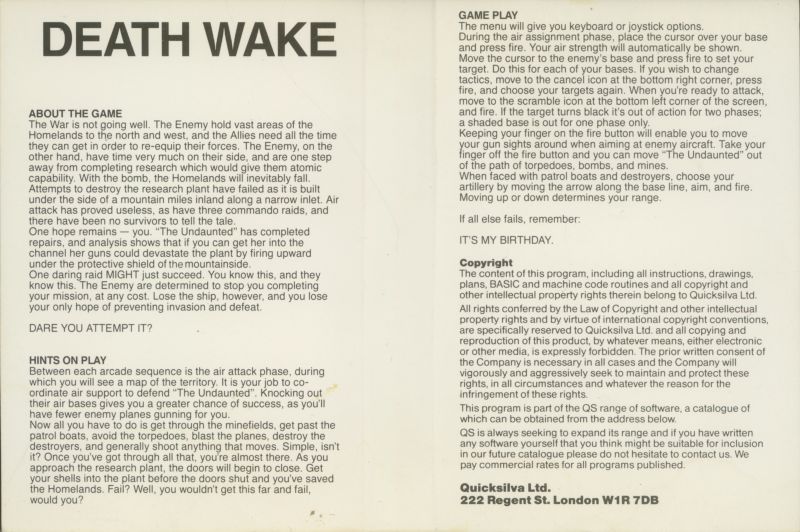 DEATH WAKE
ABOUT THE GAME
The War is not going well. The Enemy hold vast areas of the
Homelands to the north and west, and the Allies need all the time
they can get in order to re-equip their forces. The Enemy, on the
other hand, have time very much on their side, and are one step
away from completing research which would give them atomic
capability. With the bomb, the Homelands will inevitably fall.
Attempts to destroy the research plant have failed as it is built
under the side of a mountain miles inland along a narrow inlet. Air
attack has proved useless, as have three commando raids, and
there have been no survivors to tell the tale.
One hope remains — you. "The Undaunted" has completed
repairs, and analysis shows that if you can get her into the
channel her guns could devastate the plant by firing upward
under the protective shield of the mountainside.
One daring raid MIGHT just succeed. You know this, and they
know this. The Enemy are determined to stop you completing
your mission, at any cost. Lose the ship, however, and you lose
your only hope of preventing invasion and defeat.
DARE YOU ATTEMPT IT?
HINTS ON PLAY
Between each arcade sequence is the air attack phase, during
which you will see a map of the territory. It is your job to co-
ordinate air support to defend "The Undaunted". Knocking out
their air bases gives you a greater chance of success, as you'll
have fewer enemy planes gunning for you.
Now all you have to do is get through the minefields, get past the
patrol boats, avoid the torpedoes, blast the planes, destroy the
destroyers, and generally shoot anything that moves. Simple, isn't
it? Once you've got through all that, you're almost there. As you
approach the research plant, the doors will begin to close. Get
your shells into the plant before the doors shut and you've saved
the Homelands. Fail? Well, you wouldn't get this far and fail,
would you?
GAME PLAY
The menu will give you keyboard or joystick options.
During the air assignment phase, place the cursor over your base
and press fire. Your air strength will automatically be shown.
Move the cursor to the enemy's base and press fire to set your
target. Do this for each of your bases. If you wish to change
tactics, move to the cancel icon at the bottom right corner, press
fire, and choose your targets again. When you're ready to attack,
move to the scramble icon at the bottom left corner of the screen,
and fire. If the target turns black it's out of action for two phases;
a shaded base is out for one phase only.
Keeping your finger on the fire button will enable you to move
your gun sights around when aiming at enemy aircraft. Take your
finger off the fire button and you can move "The Undaunted" out
of the path of torpedoes, bombs, and mines.
When faced with patrol boats and destroyers, choose your
artillery by moving the arrow along the base line, aim, and fire.
Moving up or down determines your range.
If all else fails, remember:
IT'S MY BIRTHDAY.
Copyright
The content of this program, including all instructions, drawings,
plans, BASIC and machine code routines and all copyright and
other intellectual property rights therein belong to Quicksilva Ltd.
All rights conferred by the Law of Copyright and other intellectual
property rights and by virtue of international copyright conventions,
are specifically reserved to Quicksilva Ltd. and all copying and
reproduction of this product, by whatever means, either electronic
or other media, is expressly forbidden. The prior written consent of
the Company is necessary in all cases and the Company will
vigorously and aggressively seek to maintain and protect these
rights, in all circumstances and whatever the reason for the
infringement of these rights.
This program is part of the QS range of software, a catalogue of
which can be obtained from the address below.
QS is always seeking to expand its range and if you have written
any software yourself that you think might be suitable for inclusion
in our future catalogue please do not hesitate to contact us. We
pay commercial rates for all programs published.
Quicksilva Ltd.
222 Regent St. London W1R 7DB